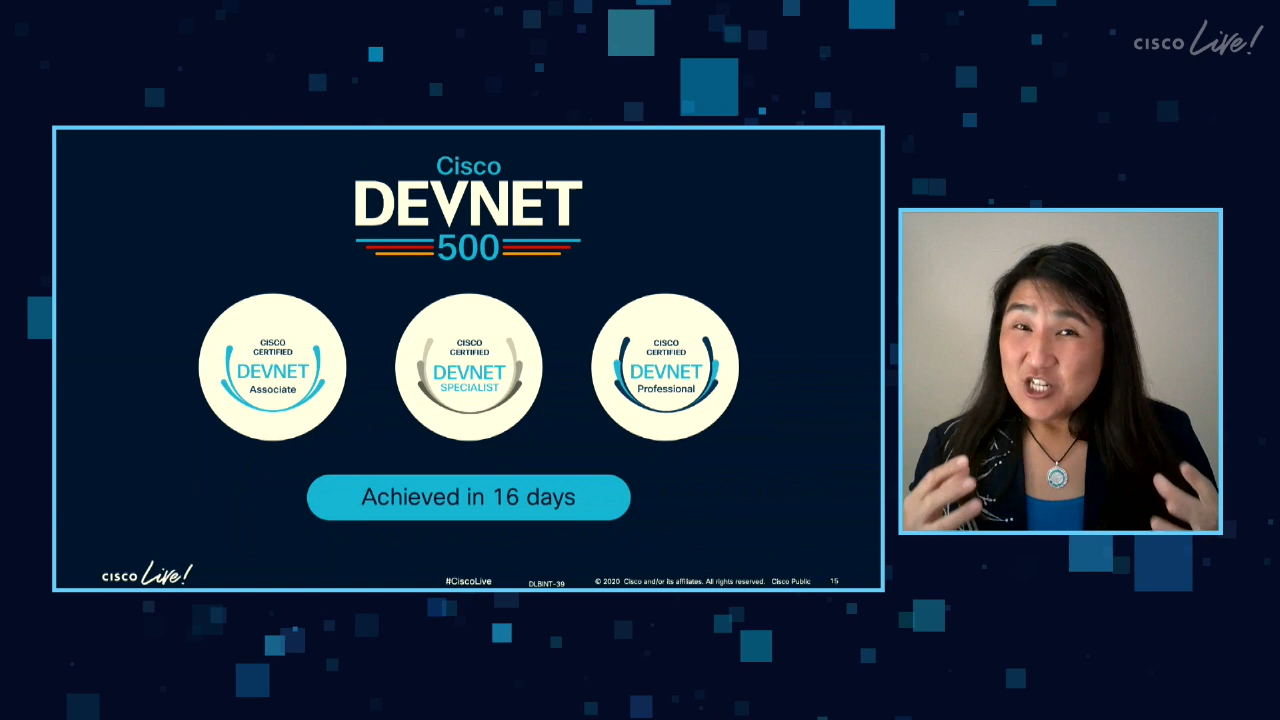 CISCO Live!
Cisco
DEVNET
500
CISCO
CERTIFIED
DEVNET
Associate
CISCO
CERTIFIED
DEVNET
SPECIALIST
CISCO
CERTIFIED
DEVNET
Professional
Achieved in 16 days
CISCO Live!
#CiscoLive
DLBINT-39
© 2020 Cisco and/or its affiliates. All rights reserved. Cisco Public
15